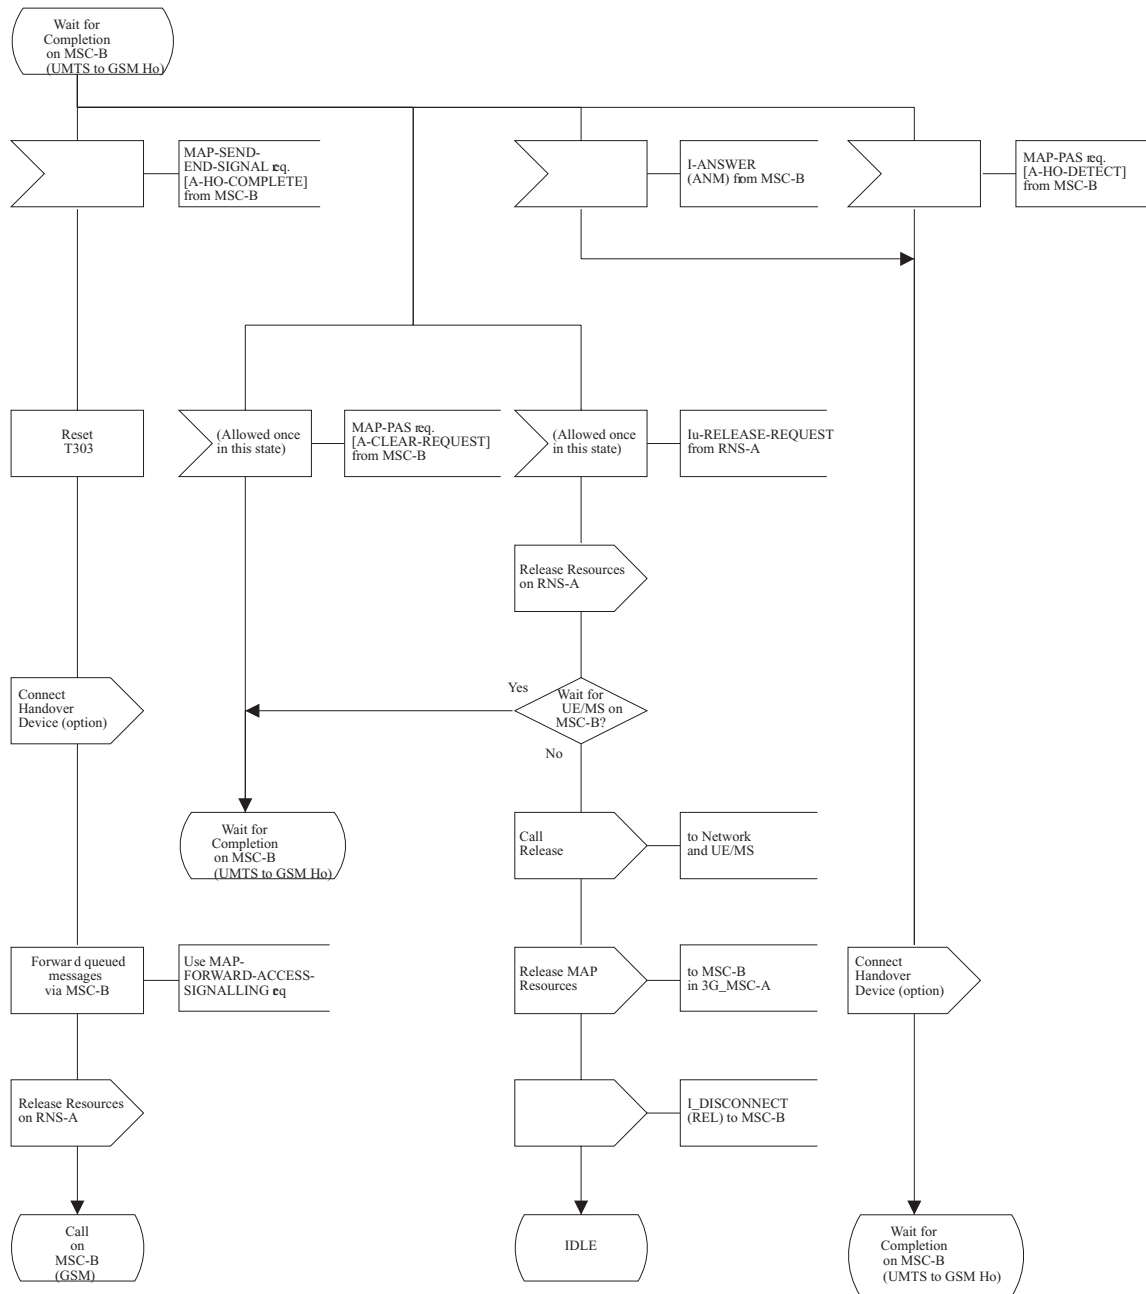 Wait for
Completion
on MSC-B
(UMTS to GSM Ho)
MAP-SEND-
END-SIGNAL req.
[A-HO-COMPLETE]
from MSC-B
I-ANSWER
(ANM) from MSC-B
MAP-PAS req.
[A-HO-DETECT]
from MSC-B
Reset
T303
(Allowed once
in this state)
MAP-PAS req.
[A-CLEAR-REQUEST]
from MSC-B
(Allowed once
in this state)
Iu-RELEASE-REQUEST
from RNS-A
Release Resources
on RNS-A
Connect
Handover
Device (option)
Yes
Wait for
UE/MS on
MSC-B?
No
Wait for
Completion
on MSC-B
(UMTS to GSM Ho)
Call
Release
to Network
and UE/MS
Forward queued
messages
via MSC-B
Use MAP-
FORWARD-ACCESS-
SIGNALLING req
Release MAP
Resources
to MSC-B
in 3G_MSC-A
Connect
Handover
Device (option)
Release Resources
on RNS-A
I_DISCONNECT
(REL) to MSC-B
Call
on
MSC-B
(GSM)
IDLE
Wait for
Completion
on MSC-B
(UMTS to GSM Ho)